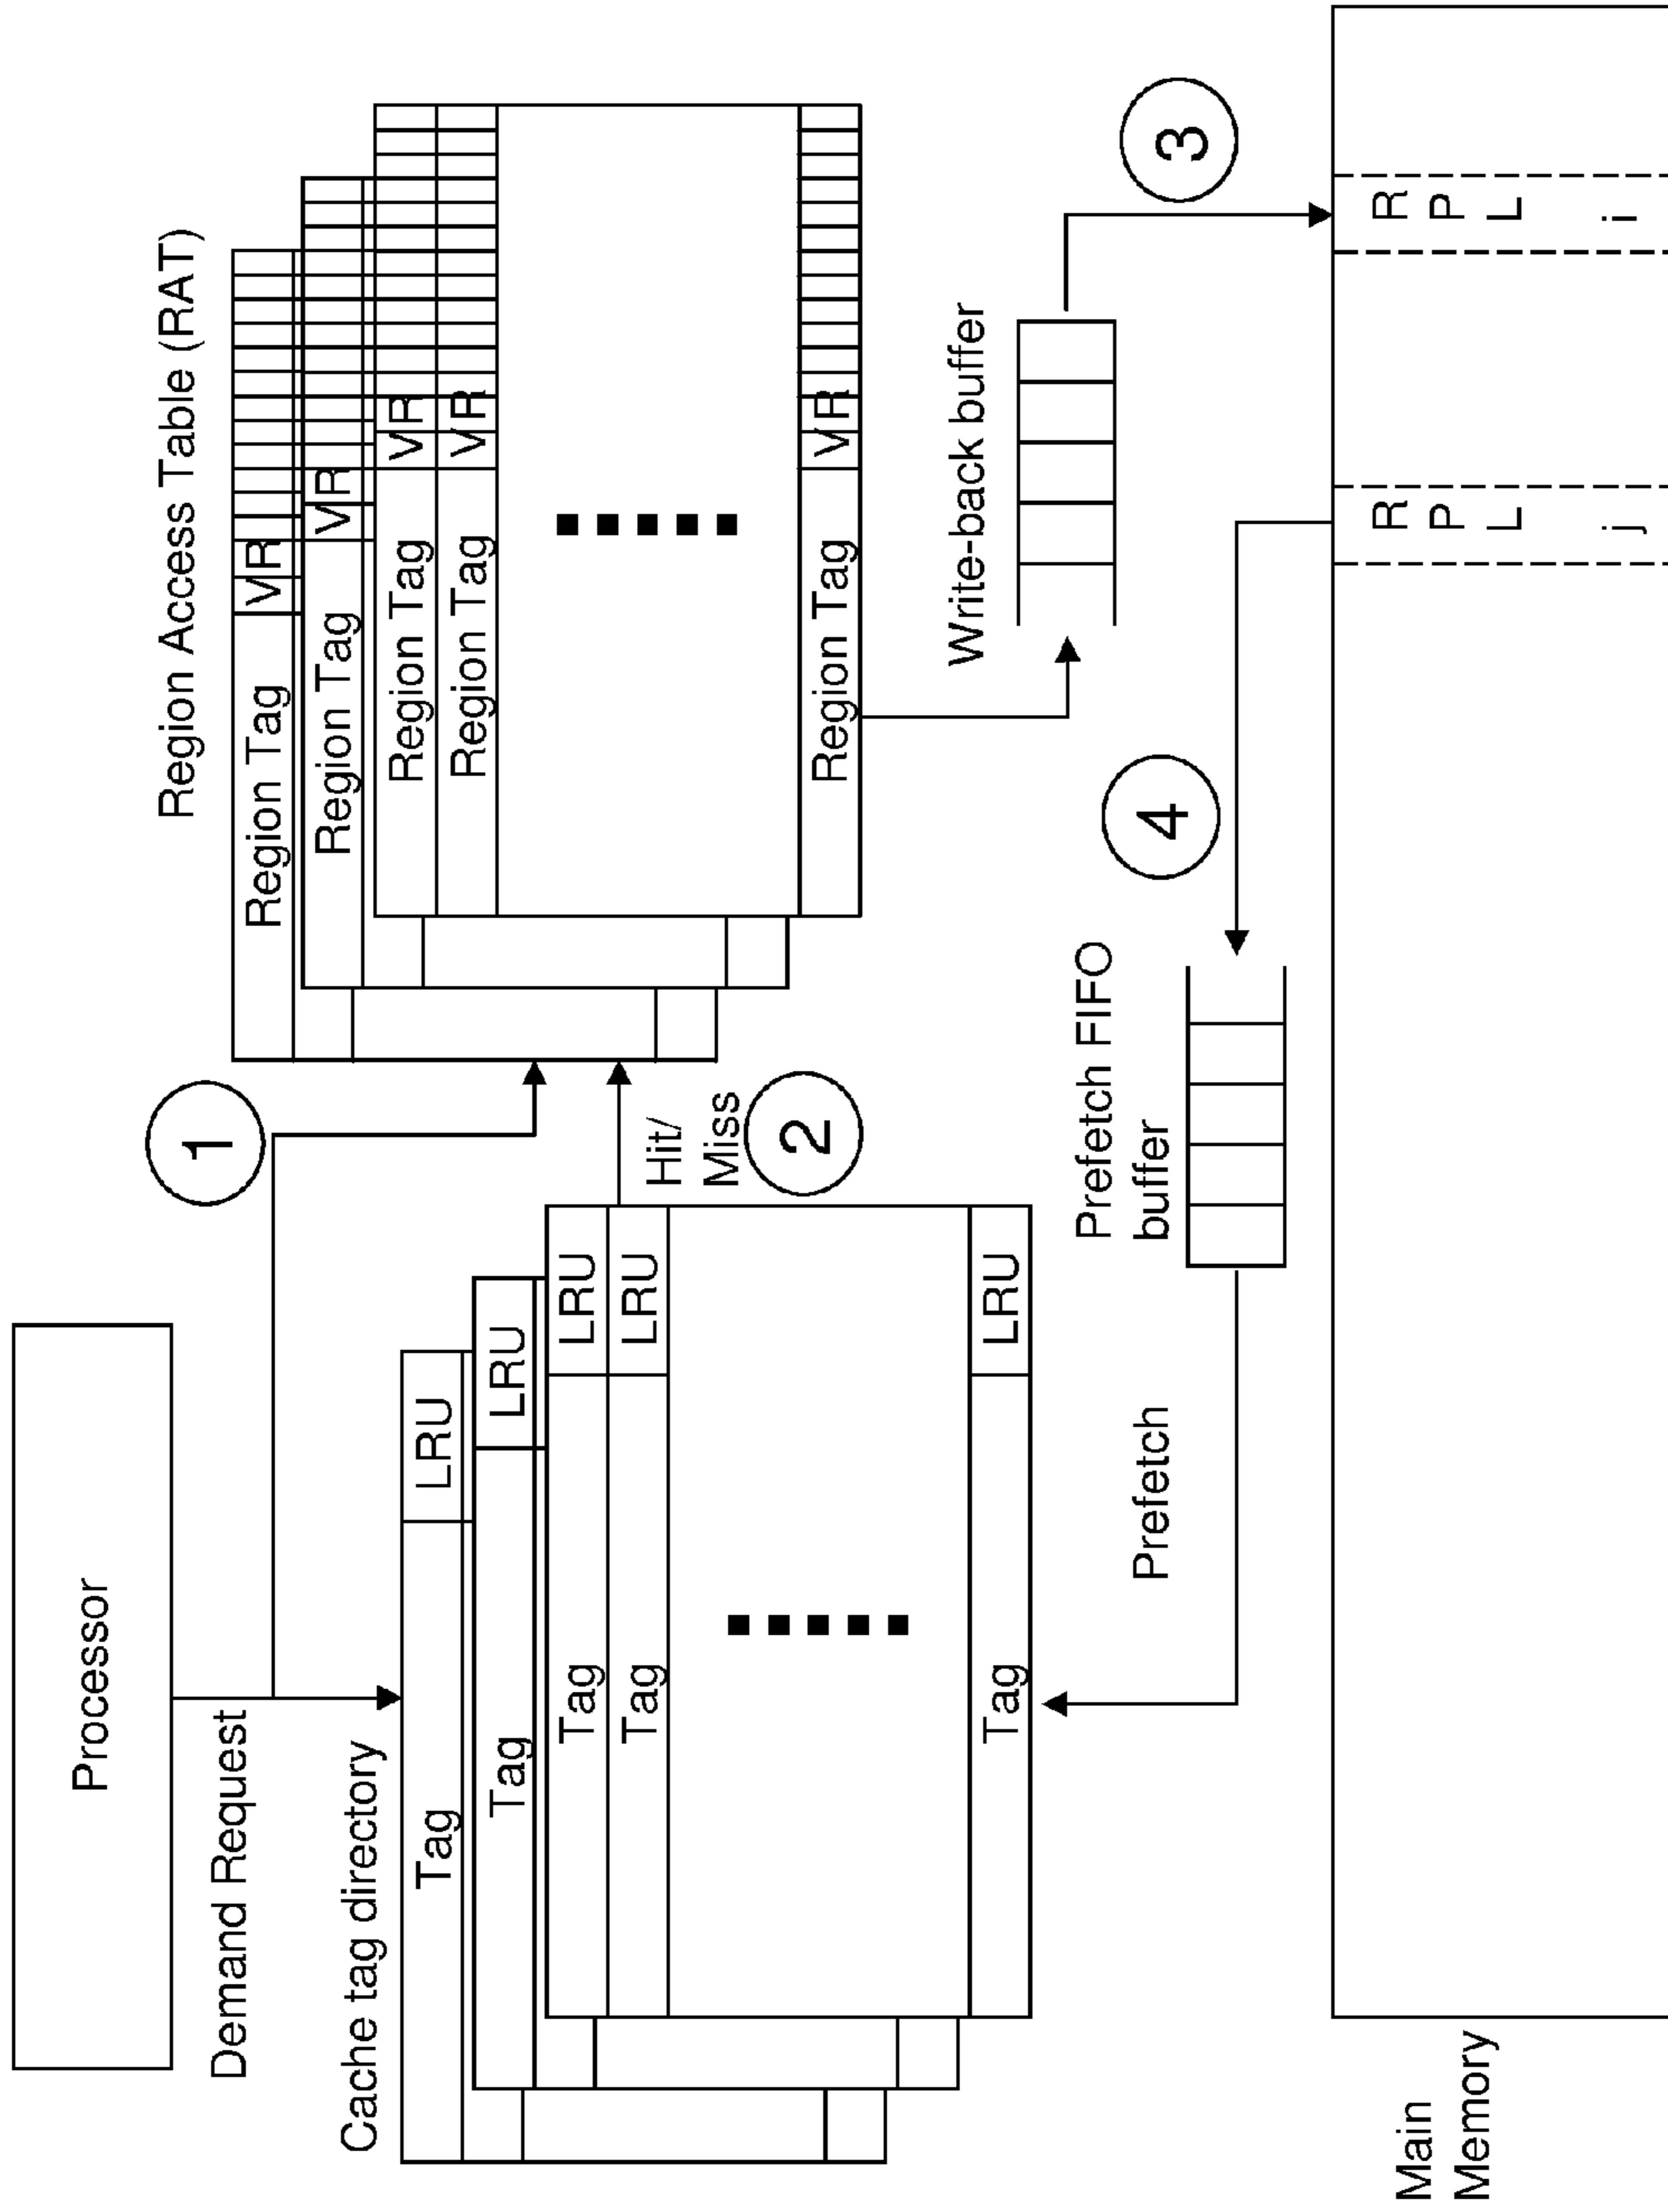 Processor
Demand Request
1
Region Access Table (RAT)
Cache tag directory
Region Tag VR
Region Tag VR
Region Tag VR
Region Tag VR
Region Tag VR
Tag LRU
Tag LRU
Tag LRU
Tag LRU
Tag LRU
Hit/
Miss
2
Write-back buffer
3
4
Prefetch FIFO
buffer
Prefetch
Main
Memory
R
P
L
j
R
P
L
i